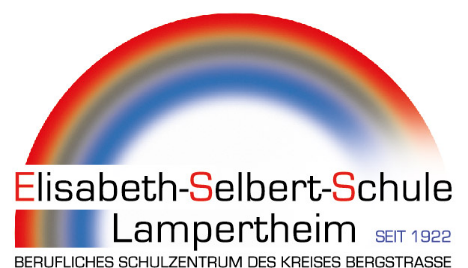 Elisabeth-Selbert-Schule
Lampertheim SEIT 1922
BERUFLICHES SCHULZENTRUM DES KREISES BERGSTRASSE